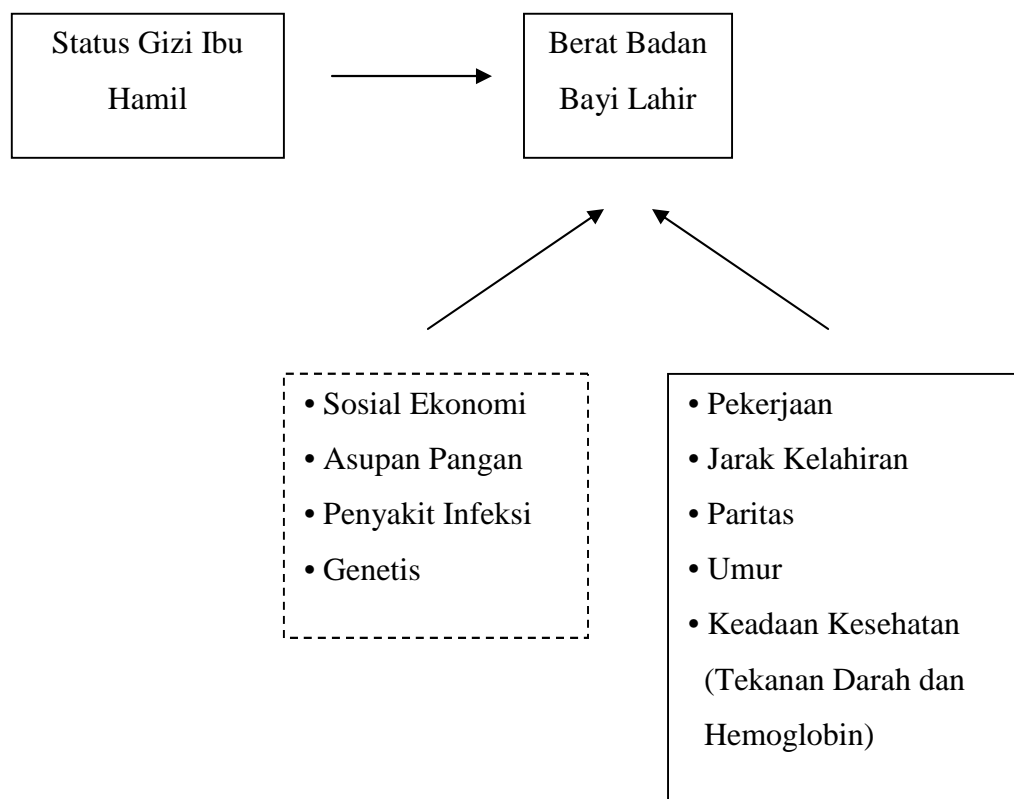 Status Gizi Ibu
Hamil
Berat Badan
Bayi Lahir
• Sosial Ekonomi
• Asupan Pangan
• Penyakit Infeksi
• Genetis
• Pekerjaan
• Jarak Kelahiran
• Paritas
• Umur
• Keadaan Kesehatan
(Tekanan Darah dan
Hemoglobin)